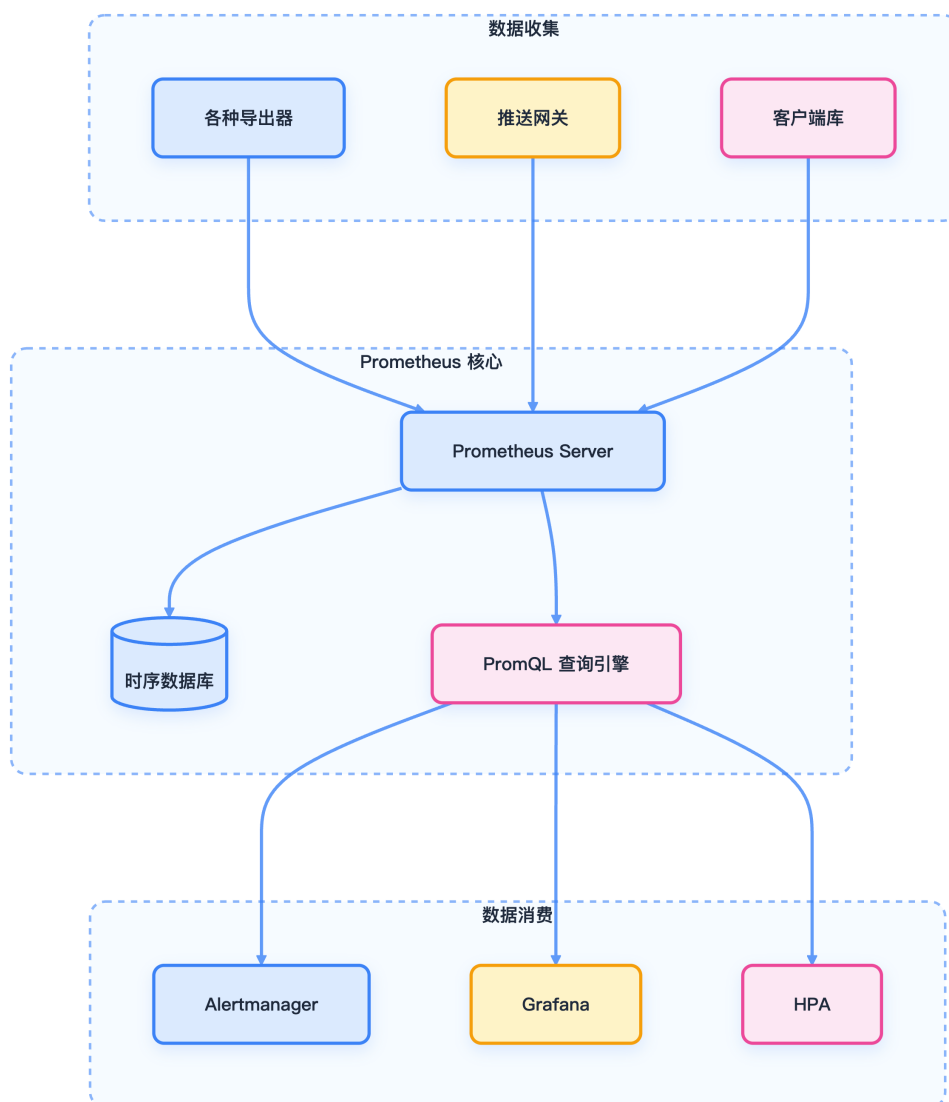 数据收集
各种导出器
推送网关
客户端库
Prometheus 核心
Prometheus Server
时序数据库
PromQL 查询引擎
数据消费
Alertmanager
Grafana
HPA